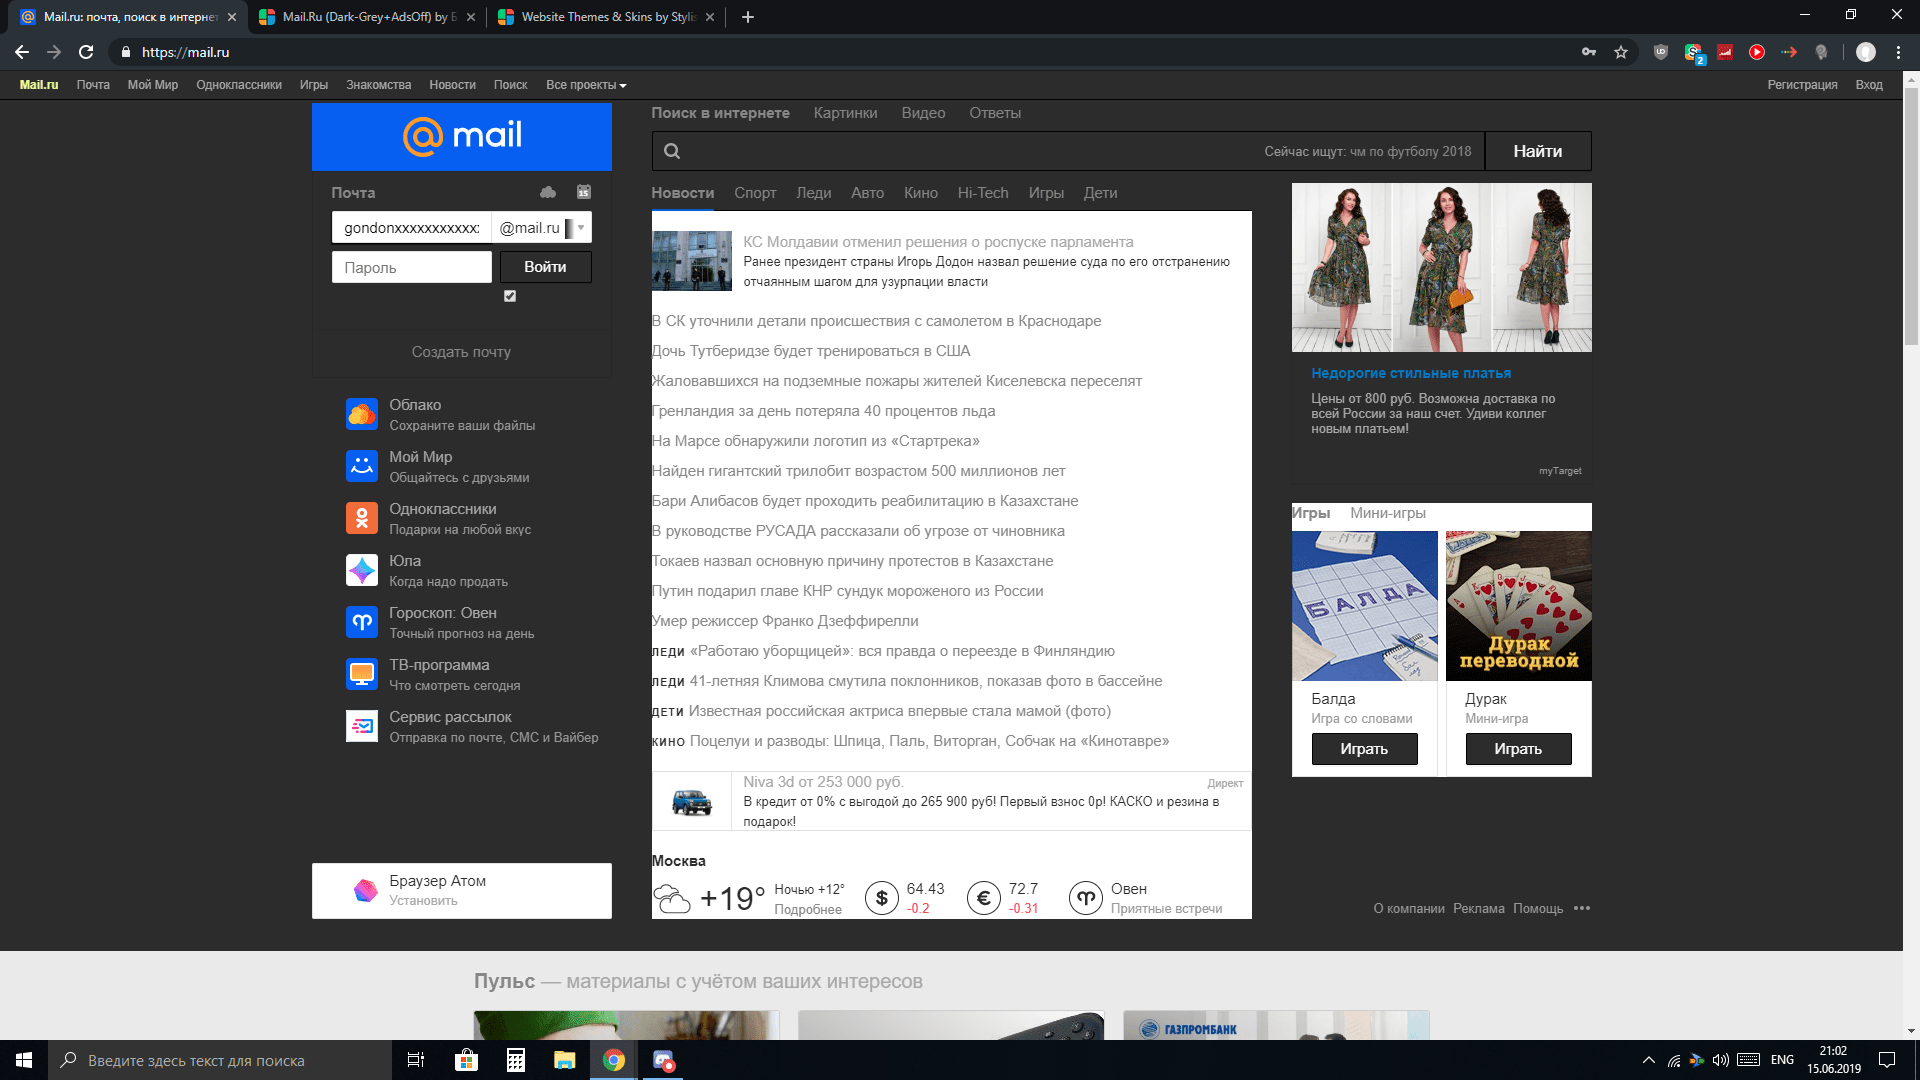 Mail.ru: почта, поиск в интернет
Mail.Ru (Dark-Grey+AdsOff) by Б
Website Themes & Skins by Stylis
https://mail.ru
2
Mail.ru Почта Мой Мир Одноклассники Игры Знакомства Новости Поиск Все проекты
Регистрация Вход
@mail
Почта
15
gondonxxxxxxxxxxxx
@mail.ru
Пароль
Войти
Создать почту
Облако
Сохраните ваши файлы
Мой Мир
Общайтесь с друзьями
Одноклассники
Подарки на любой вкус
Юла
Когда надо продать
Гороскоп: Овен
Точный прогноз на день
ТВ-программа
Что смотреть сегодня
Сервис рассылок
Отправка по почте, СМС и Вайбер
Браузер Атом
Установить
Поиск в интернете Картинки Видео Ответы
Сейчас ищут: чм по футболу 2018
Найти
Новости Спорт Леди Авто Кино Hi-Tech Игры Дети
КС Молдавии отменил решения о роспуске парламента
Ранее президент страны Игорь Додон назвал решение суда по его отстранению
отчаянным шагом для узурпации власти
В СК уточнили детали происшествия с самолетом в Краснодаре
Дочь Тутберидзе будет тренироваться в США
Жаловавшихся на подземные пожары жителей Киселевска переселят
Гренландия за день потеряла 40 процентов льда
На Марсе обнаружили логотип из «Стартрека»
Найден гигантский трилобит возрастом 500 миллионов лет
Бари Алибасов будет проходить реабилитацию в Казахстане
В руководстве РУСАДА рассказали об угрозе от чиновника
Токаев назвал основную причину протестов в Казахстане
Путин подарил главе КНР сундук мороженого из России
Умер режиссер Франко Дзеффирелли
ЛЕДИ «Работаю уборщицей»: вся правда о переезде в Финляндию
ЛЕДИ 41-летняя Климова смутила поклонников, показав фото в бассейне
ДЕТИ Известная российская актриса впервые стала мамой (фото)
КИНО Поцелуи и разводы: Шпица, Паль, Виторган, Собчак на «Кинотавре»
Niva 3d от 253 000 руб.
Директ
В кредит от 0% с выгодой до 265 900 руб! Первый взнос 0р! КАСКО и резина в
подарок!
Москва
+19°
Ночью +12°
Подробнее
$
64.43
-0.2
€
72.7
-0.31
Овен
Приятные встречи
Недорогие стильные платья
Цены от 800 руб. Возможна доставка по
всей России за наш счет. Удиви коллег
новым платьем!
myTarget
Игры Мини-игры
БАЛДА
Дурак
переводной
Балда
Игра со словами
Играть
Дурак
Мини-игра
Играть
О компании Реклама Помощь •••
Пульс — материалы с учётом ваших интересов
ГАЗПРОМБАНК
Введите здесь текст для поиска
ENG
21:02
15.06.2019